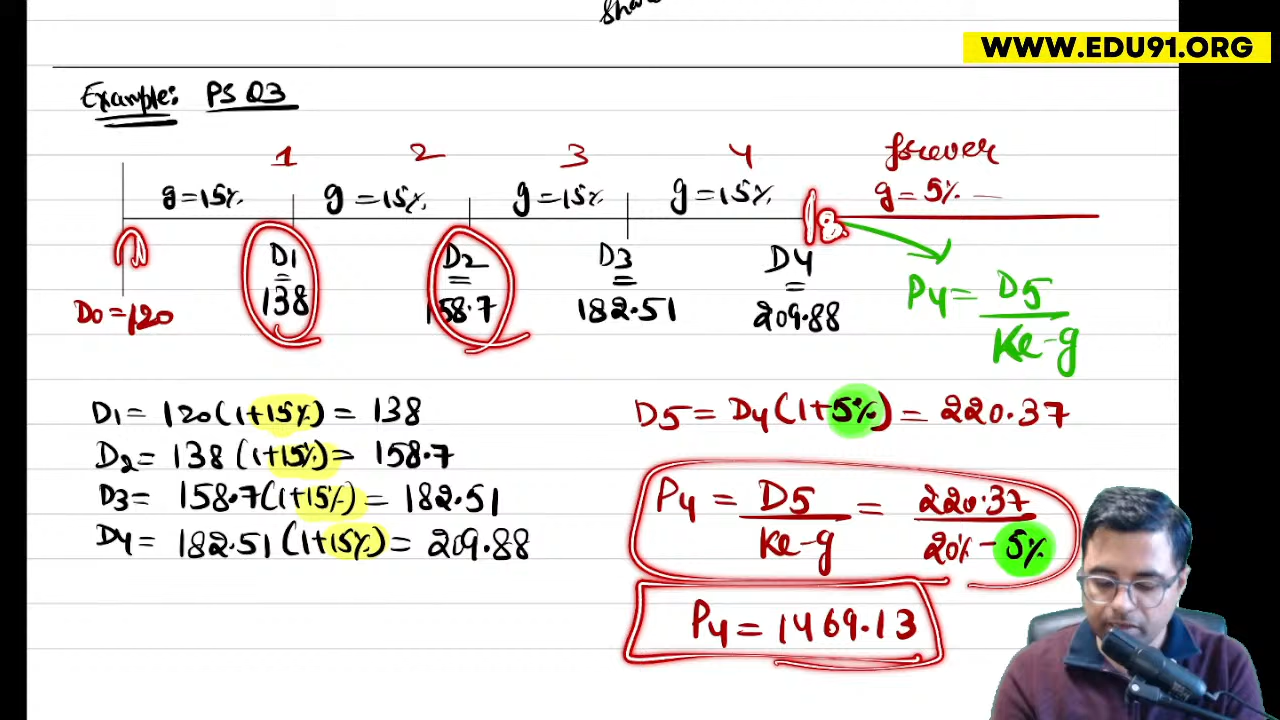 WWW.EDU91.ORG
Example: PS Q3
1 2 3 4 forever
g=15% g=15% g=15% g=15% g=5%
D1 D2 D3 D4
D0=120 138 158.7 182.51 209.88
P4= D5
Ke-g
D1= 120(1+15%)= 138
D2= 138(1+15%)= 158.7
D3= 158.7(1+15%)= 182.51
D4= 182.51(1+15%)= 209.88
D5= D4(1+5%)= 220.37
P4 = D5 = 220.37
Ke-g 20%-5%
P4= 1469.13